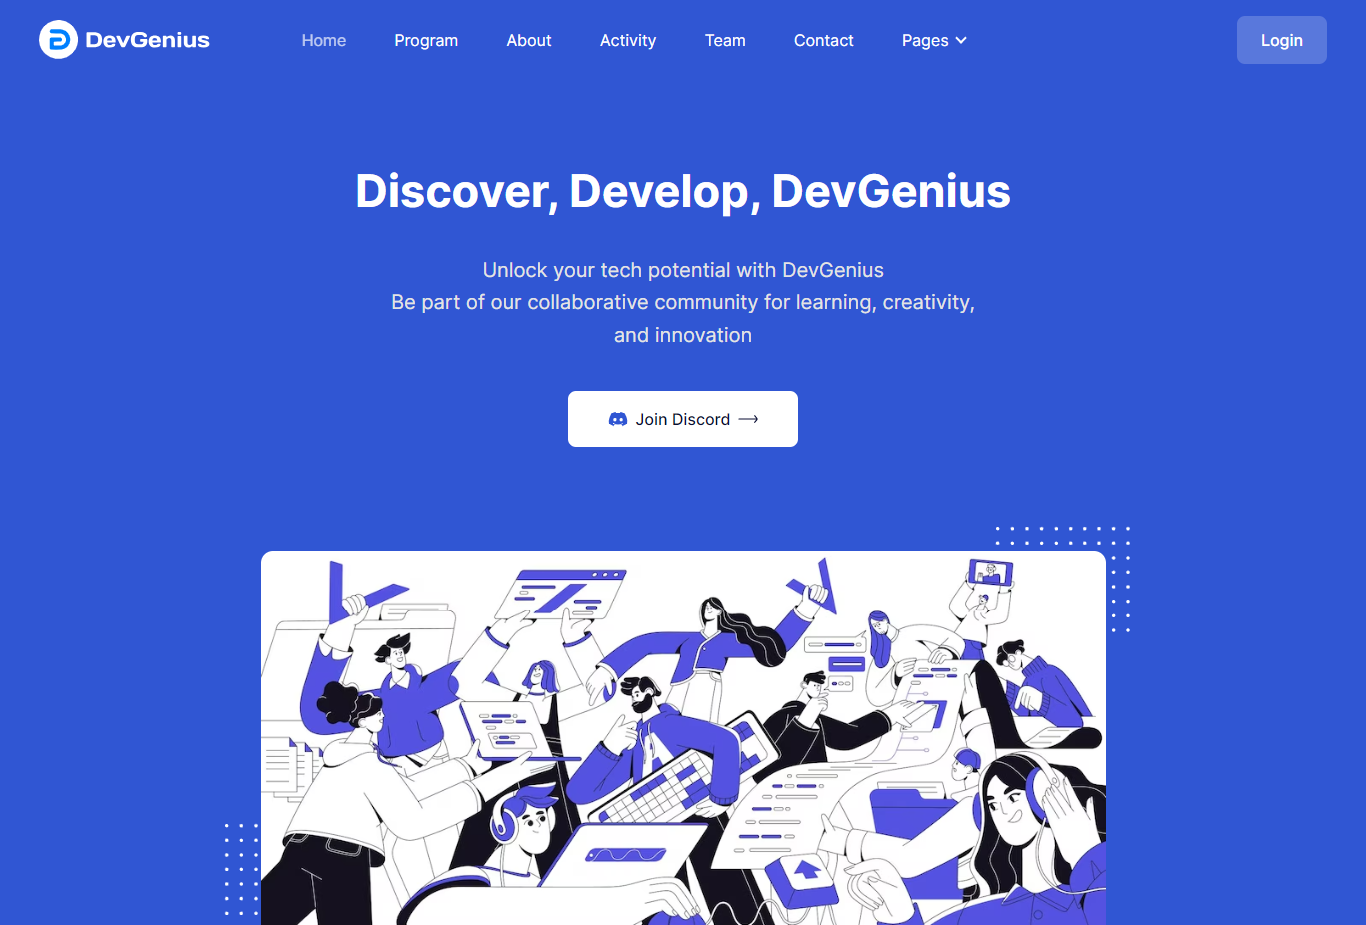 DevGenius
Home
Program
About
Activity
Team
Contact
Pages
Login
Discover, Develop, DevGenius
Unlock your tech potential with DevGenius
Be part of our collaborative community for learning, creativity,
and innovation
Join Discord